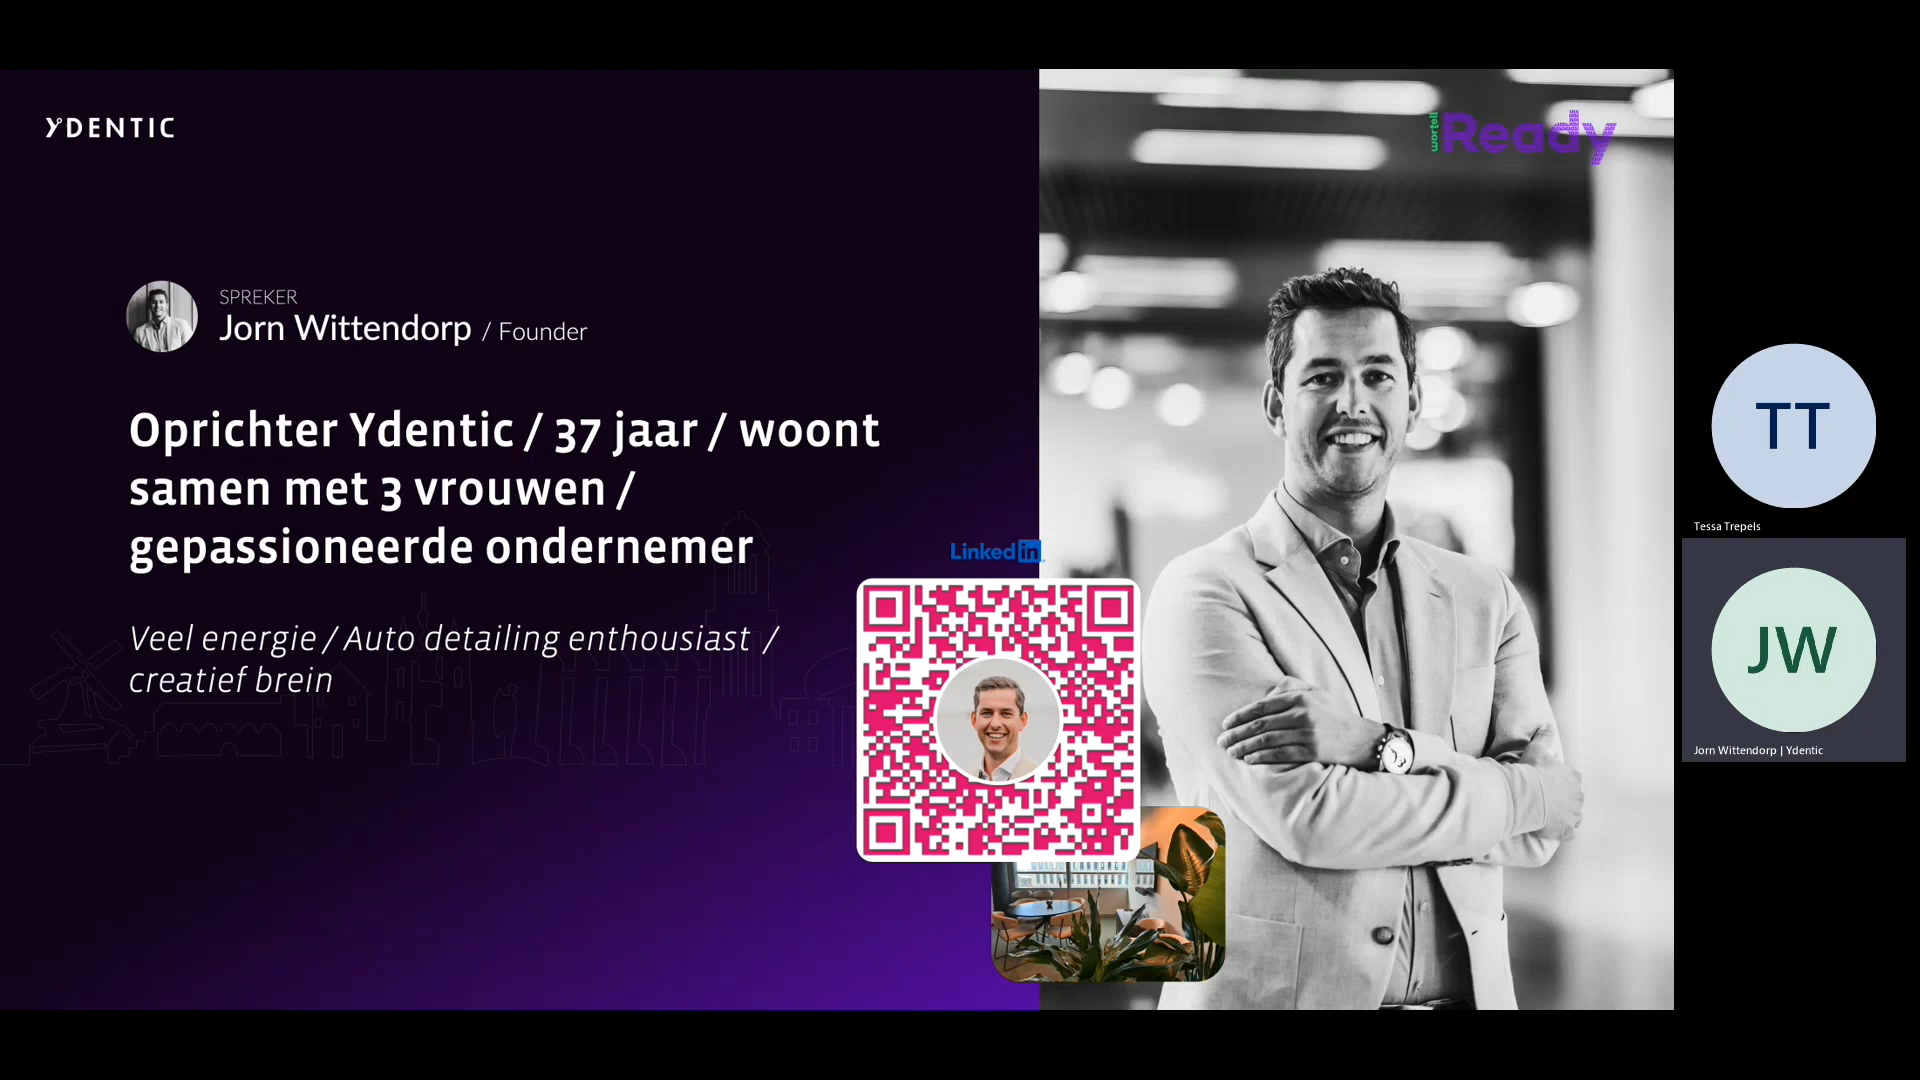 YDENTIC
wortell
Ready
SPREKER
Jorn Wittendorp / Founder
Oprichter Ydentic / 37 jaar / woont
samen met 3 vrouwen /
gepassioneerde ondernemer
Veel energie / Auto detailing enthousiast /
creatief brein
LinkedIn
TT
Tessa Trepels
JW
Jorn Wittendorp | Ydentic